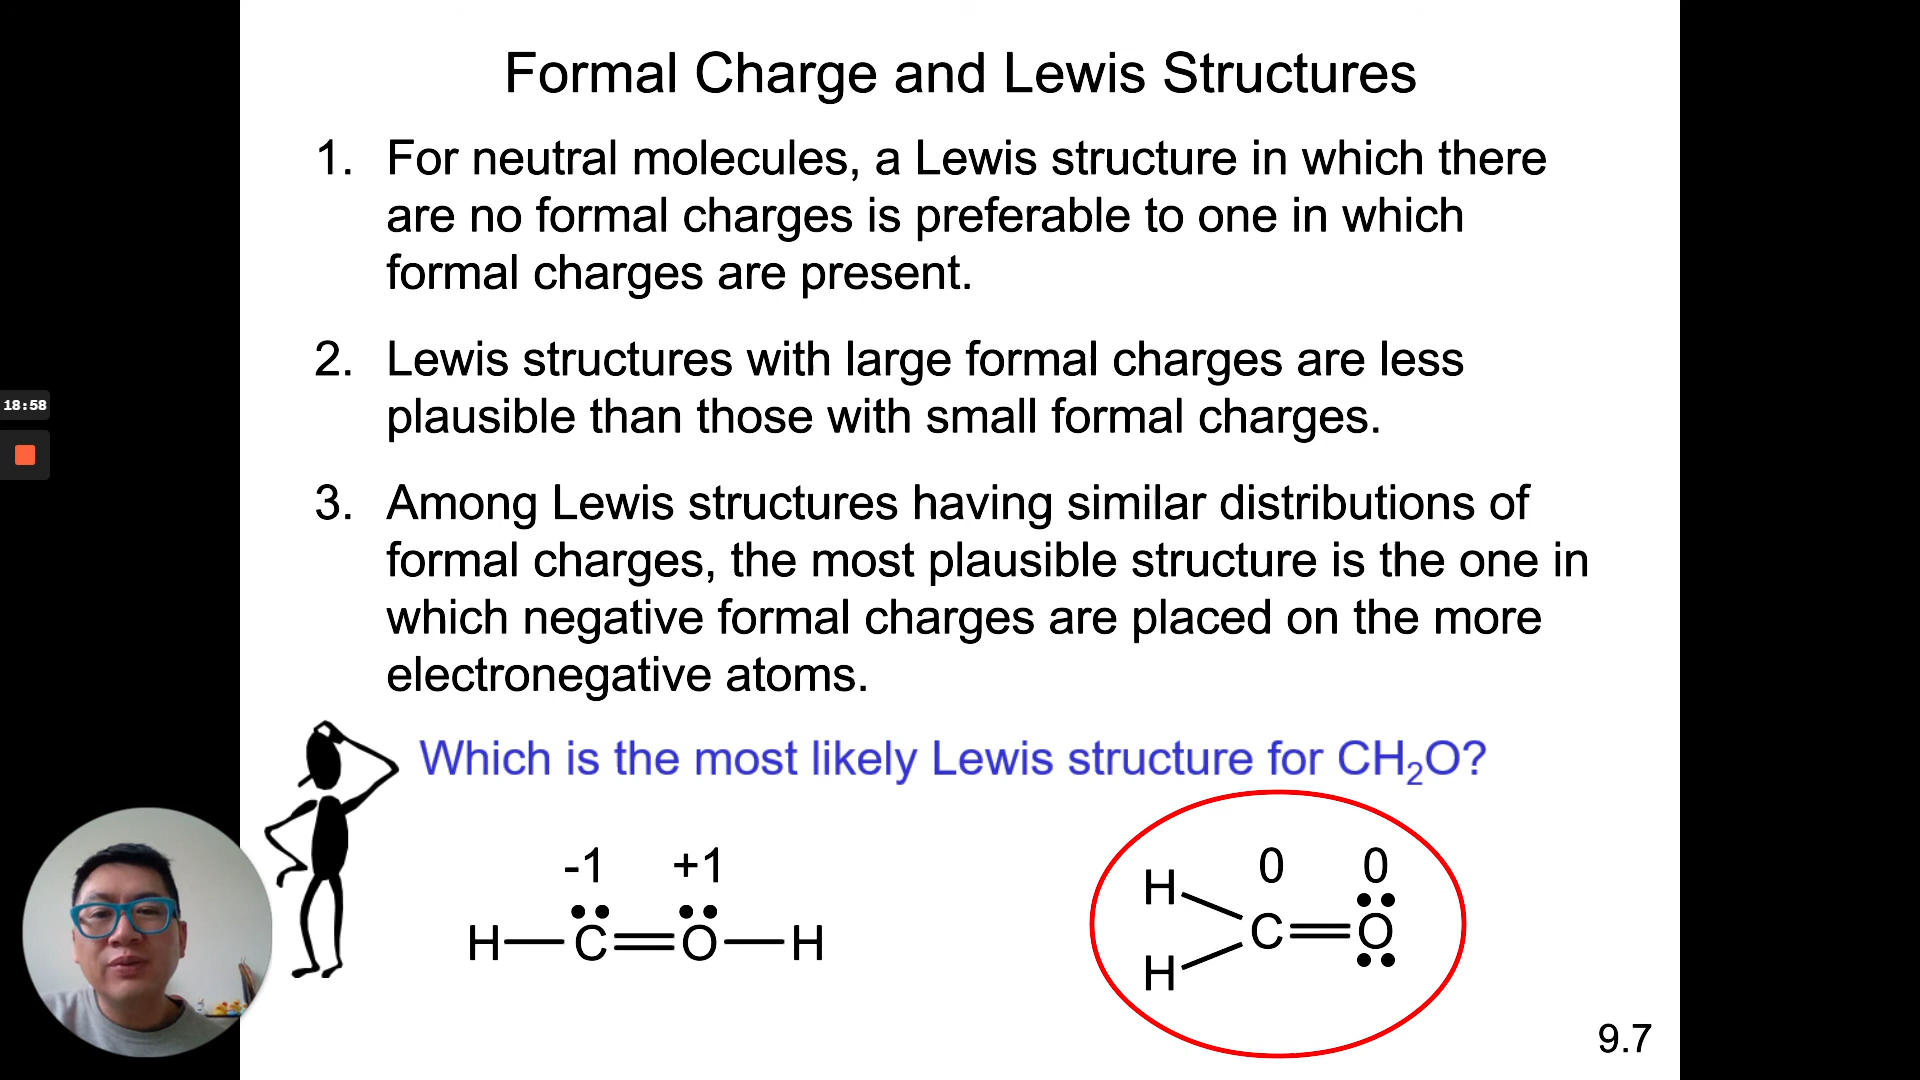 Formal Charge and Lewis Structures
1. For neutral molecules, a Lewis structure in which there
are no formal charges is preferable to one in which
formal charges are present.
2. Lewis structures with large formal charges are less
plausible than those with small formal charges.
3. Among Lewis structures having similar distributions of
formal charges, the most plausible structure is the one in
which negative formal charges are placed on the more
electronegative atoms.
18:58
Which is the most likely Lewis structure for CH₂O?
-1 +1
H C O H
0 0
H
C O
H
9.7